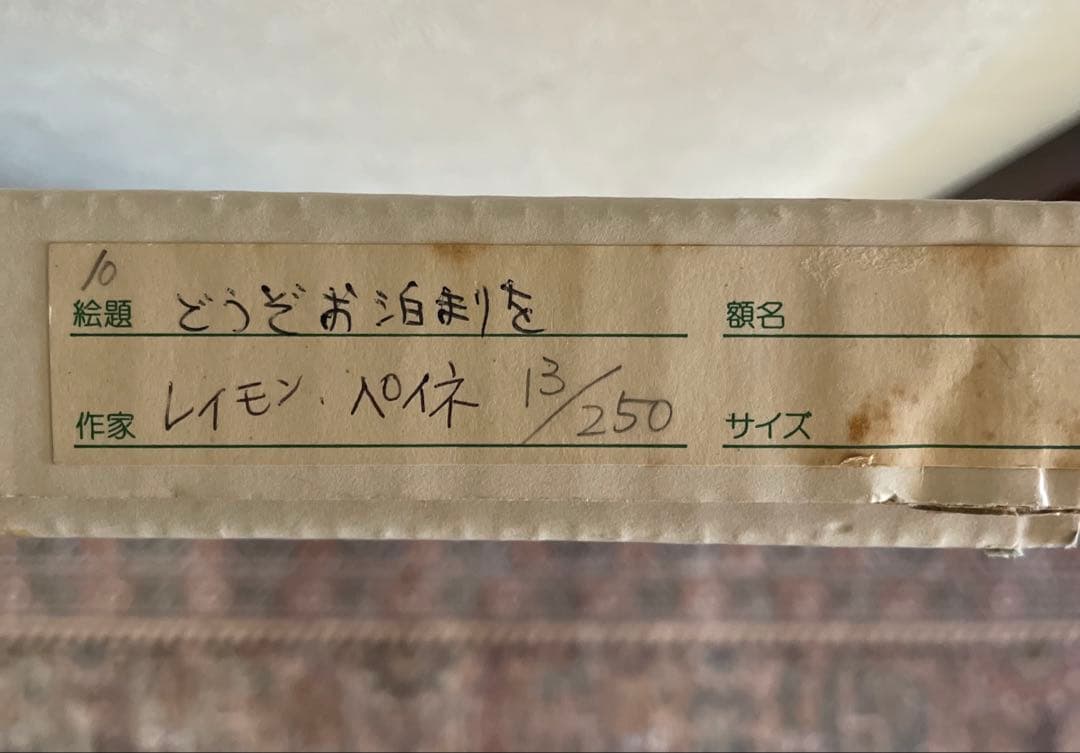 10
絵題 どうぞお泊まりを
作家 レイモン.ペイネ 13/250
額名
サイズ